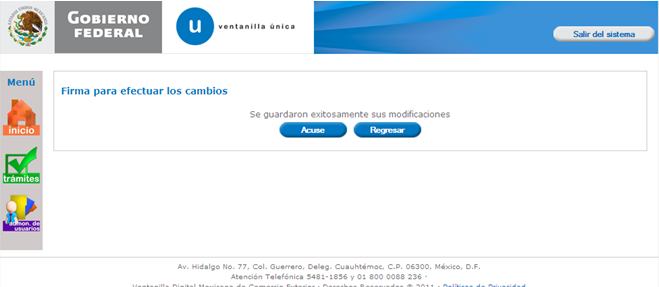 GOBIERNO
FEDERAL
u
ventanilla única
Salir del sistema
Menú
Firma para efectuar los cambios
Se guardaron exitosamente sus modificaciones
Acuse
Regresar
inicio
trámites
admon. de
usuarios
Av. Hidalgo No. 77, Col. Guerrero, Deleg. Cuauhtémoc, C.P. 06300, México, D.F.
Atención Telefónica 5481-1856 y 01 800 0088 236 ·
Ventanilla Digital Mexicana de Comercio Exterior · Derechos Reservados © 2011 · Políticas de Privacidad